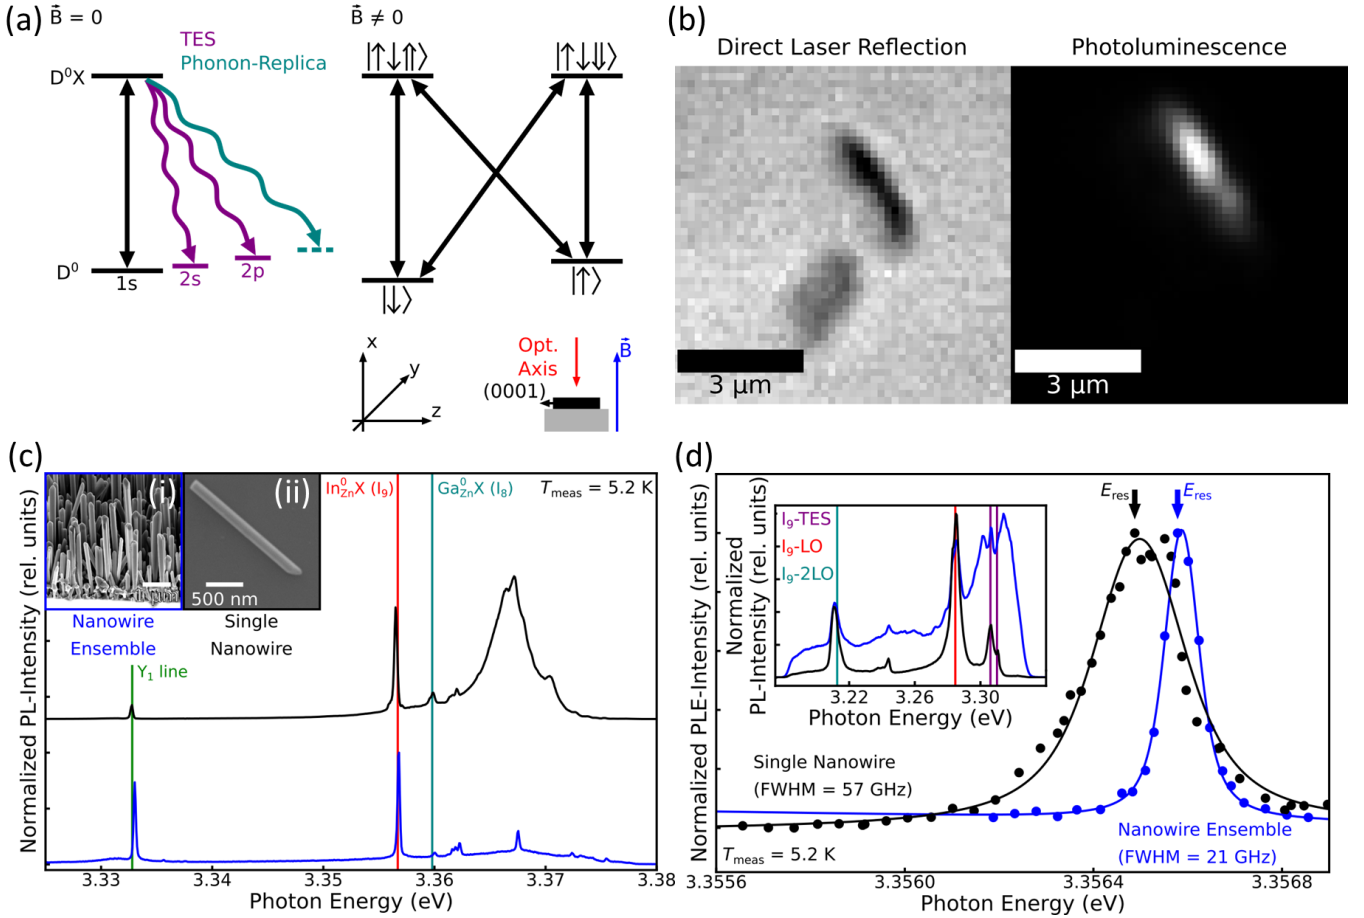 (a)
B⃗ = 0
B⃗ ≠ 0
TES
Phonon-Replica
D⁰X
|↑↓⇑⟩
|↑↓⇓⟩
D⁰
1s
2s
2p
|↓⟩
|↑⟩
x
y
z
Opt.
Axis
B⃗
(0001)
(b)
Direct Laser Reflection
Photoluminescence
3 μm
3 μm
(c)
(i)
(ii)
500 nm
In⁰ZnX (I₉)
Ga⁰ZnX (I₈)
Tmeas = 5.2 K
Nanowire
Ensemble
Single
Nanowire
Y₁ line
Normalized PL-Intensity (rel. units)
3.33
3.34
3.35
3.36
3.37
3.38
Photon Energy (eV)
(d)
Eres
Eres
I₉-TES
I₉-LO
I₉-2LO
Normalized
PL-Intensity (rel. units)
3.22
3.26
3.30
Photon Energy (eV)
Single Nanowire
(FWHM = 57 GHz)
Nanowire Ensemble
(FWHM = 21 GHz)
Tmeas = 5.2 K
Normalized PLE-Intensity (rel. units)
3.3556
3.3560
3.3564
3.3568
Photon Energy (eV)